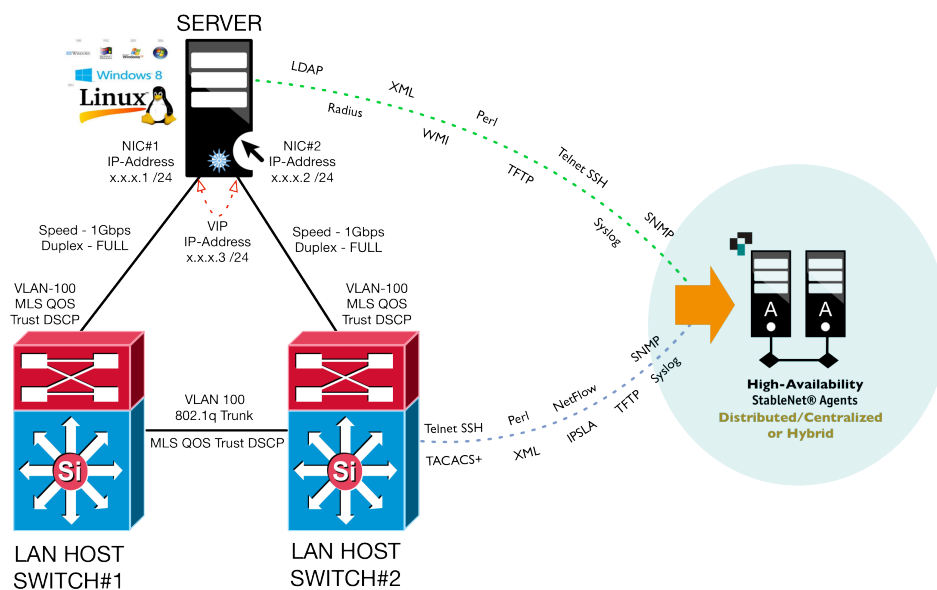 SERVER
Windows 8
Linux
NIC#1
IP-Address
x.x.x.1 /24
NIC#2
IP-Address
x.x.x.2 /24
VIP
IP-Address
x.x.x.3 /24
Speed - 1Gbps
Duplex - FULL
Speed - 1Gbps
Duplex - FULL
VLAN-100
MLS QOS
Trust DSCP
VLAN-100
MLS QOS
Trust DSCP
LDAP
XML
Radius
Perl
WMI
Telnet SSH
TFTP
SNMP
Syslog
A
A
High-Availability
StableNet® Agents
Distributed/Centralized
or Hybrid
VLAN 100
802.1q Trunk
MLS QOS Trust DSCP
Si
Si
SNMP
Syslog
NetFlow
TFTP
Perl
IPSLA
Telnet SSH
XML
TACACS+
LAN HOST
SWITCH#1
LAN HOST
SWITCH#2